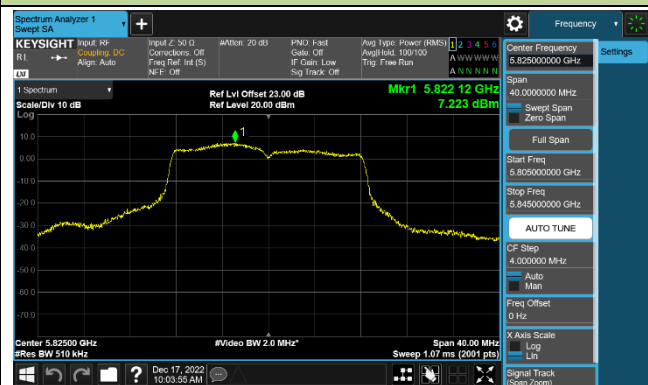 Spectrum Analyzer 1
Swept SA
+
Frequency
KEYSIGHT
Input: RF
Input Z: 50 Ω
#Atten: 20 dB
PNO: Fast
Avg Type: Power (RMS)
1 2 3 4 5 6
RL
Coupling: DC
Corrections: Off
Gate: Off
Avg|Hold: 100/100
A W W W W W
Align: Auto
Freq Ref: Int (S)
IF Gain: Low
Trig: Free Run
NFE: Off
Sig Track: Off
A N N N N N
LXI
Center Frequency
5.825000000 GHz
Settings
Span
40.0000000 MHz
Swept Span
Zero Span
Full Span
Start Freq
5.805000000 GHz
Stop Freq
5.845000000 GHz
AUTO TUNE
CF Step
4.000000 MHz
Auto
Man
Freq Offset
0 Hz
X Axis Scale
Log
Lin
Signal Track
(Span Zoom)
1 Spectrum
Ref Lvl Offset 23.00 dB
Mkr1 5.822 12 GHz
Scale/Div 10 dB
Ref Level 20.00 dBm
7.223 dBm
Log
1
10.0
0.00
-10.0
-20.0
-30.0
-40.0
-50.0
-60.0
-70.0
Center 5.82500 GHz
#Video BW 2.0 MHz*
Span 40.00 MHz
#Res BW 510 kHz
Sweep 1.07 ms (2001 pts)
?
Dec 17, 2022
10:03:55 AM